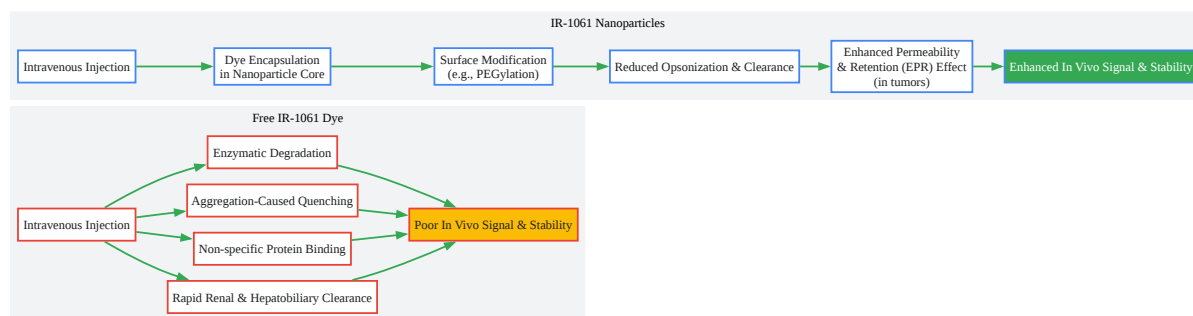 IR-1061 Nanoparticles
Intravenous Injection
Dye Encapsulation
in Nanoparticle Core
Surface Modification
(e.g., PEGylation)
Reduced Opsonization & Clearance
Enhanced Permeability
& Retention (EPR) Effect
(in tumors)
Enhanced In Vivo Signal & Stability
Free IR-1061 Dye
Intravenous Injection
Enzymatic Degradation
Aggregation-Caused Quenching
Non-specific Protein Binding
Rapid Renal & Hepatobiliary Clearance
Poor In Vivo Signal & Stability